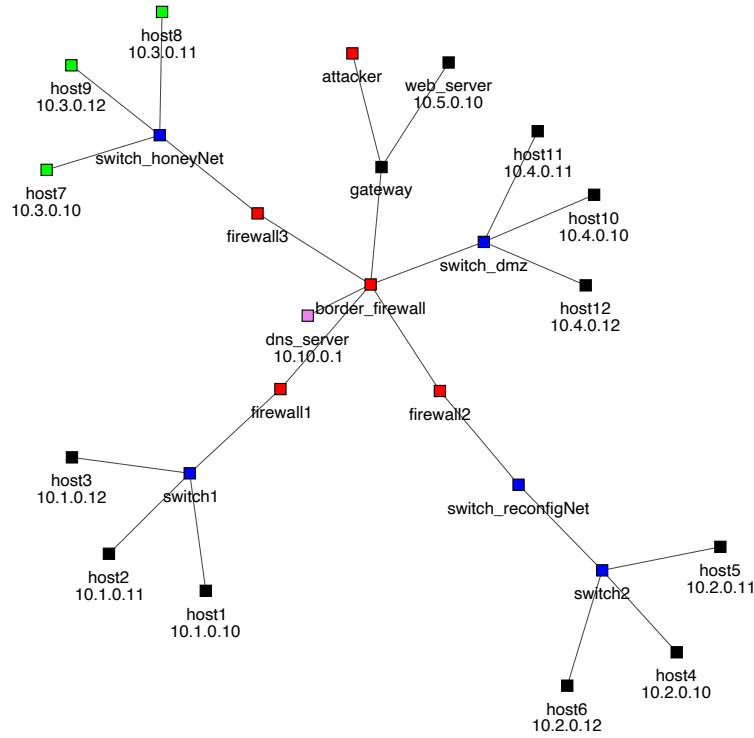 host8
10.3.0.11
host9
10.3.0.12
attacker
web_server
10.5.0.10
switch_honeyNet
host11
10.4.0.11
host7
10.3.0.10
gateway
host10
10.4.0.10
firewall3
switch_dmz
border_firewall
host12
10.4.0.12
dns_server
10.10.0.1
firewall1
firewall2
host3
10.1.0.12
switch1
switch_reconfigNet
host2
10.1.0.11
host5
10.2.0.11
switch2
host1
10.1.0.10
host4
10.2.0.10
host6
10.2.0.12